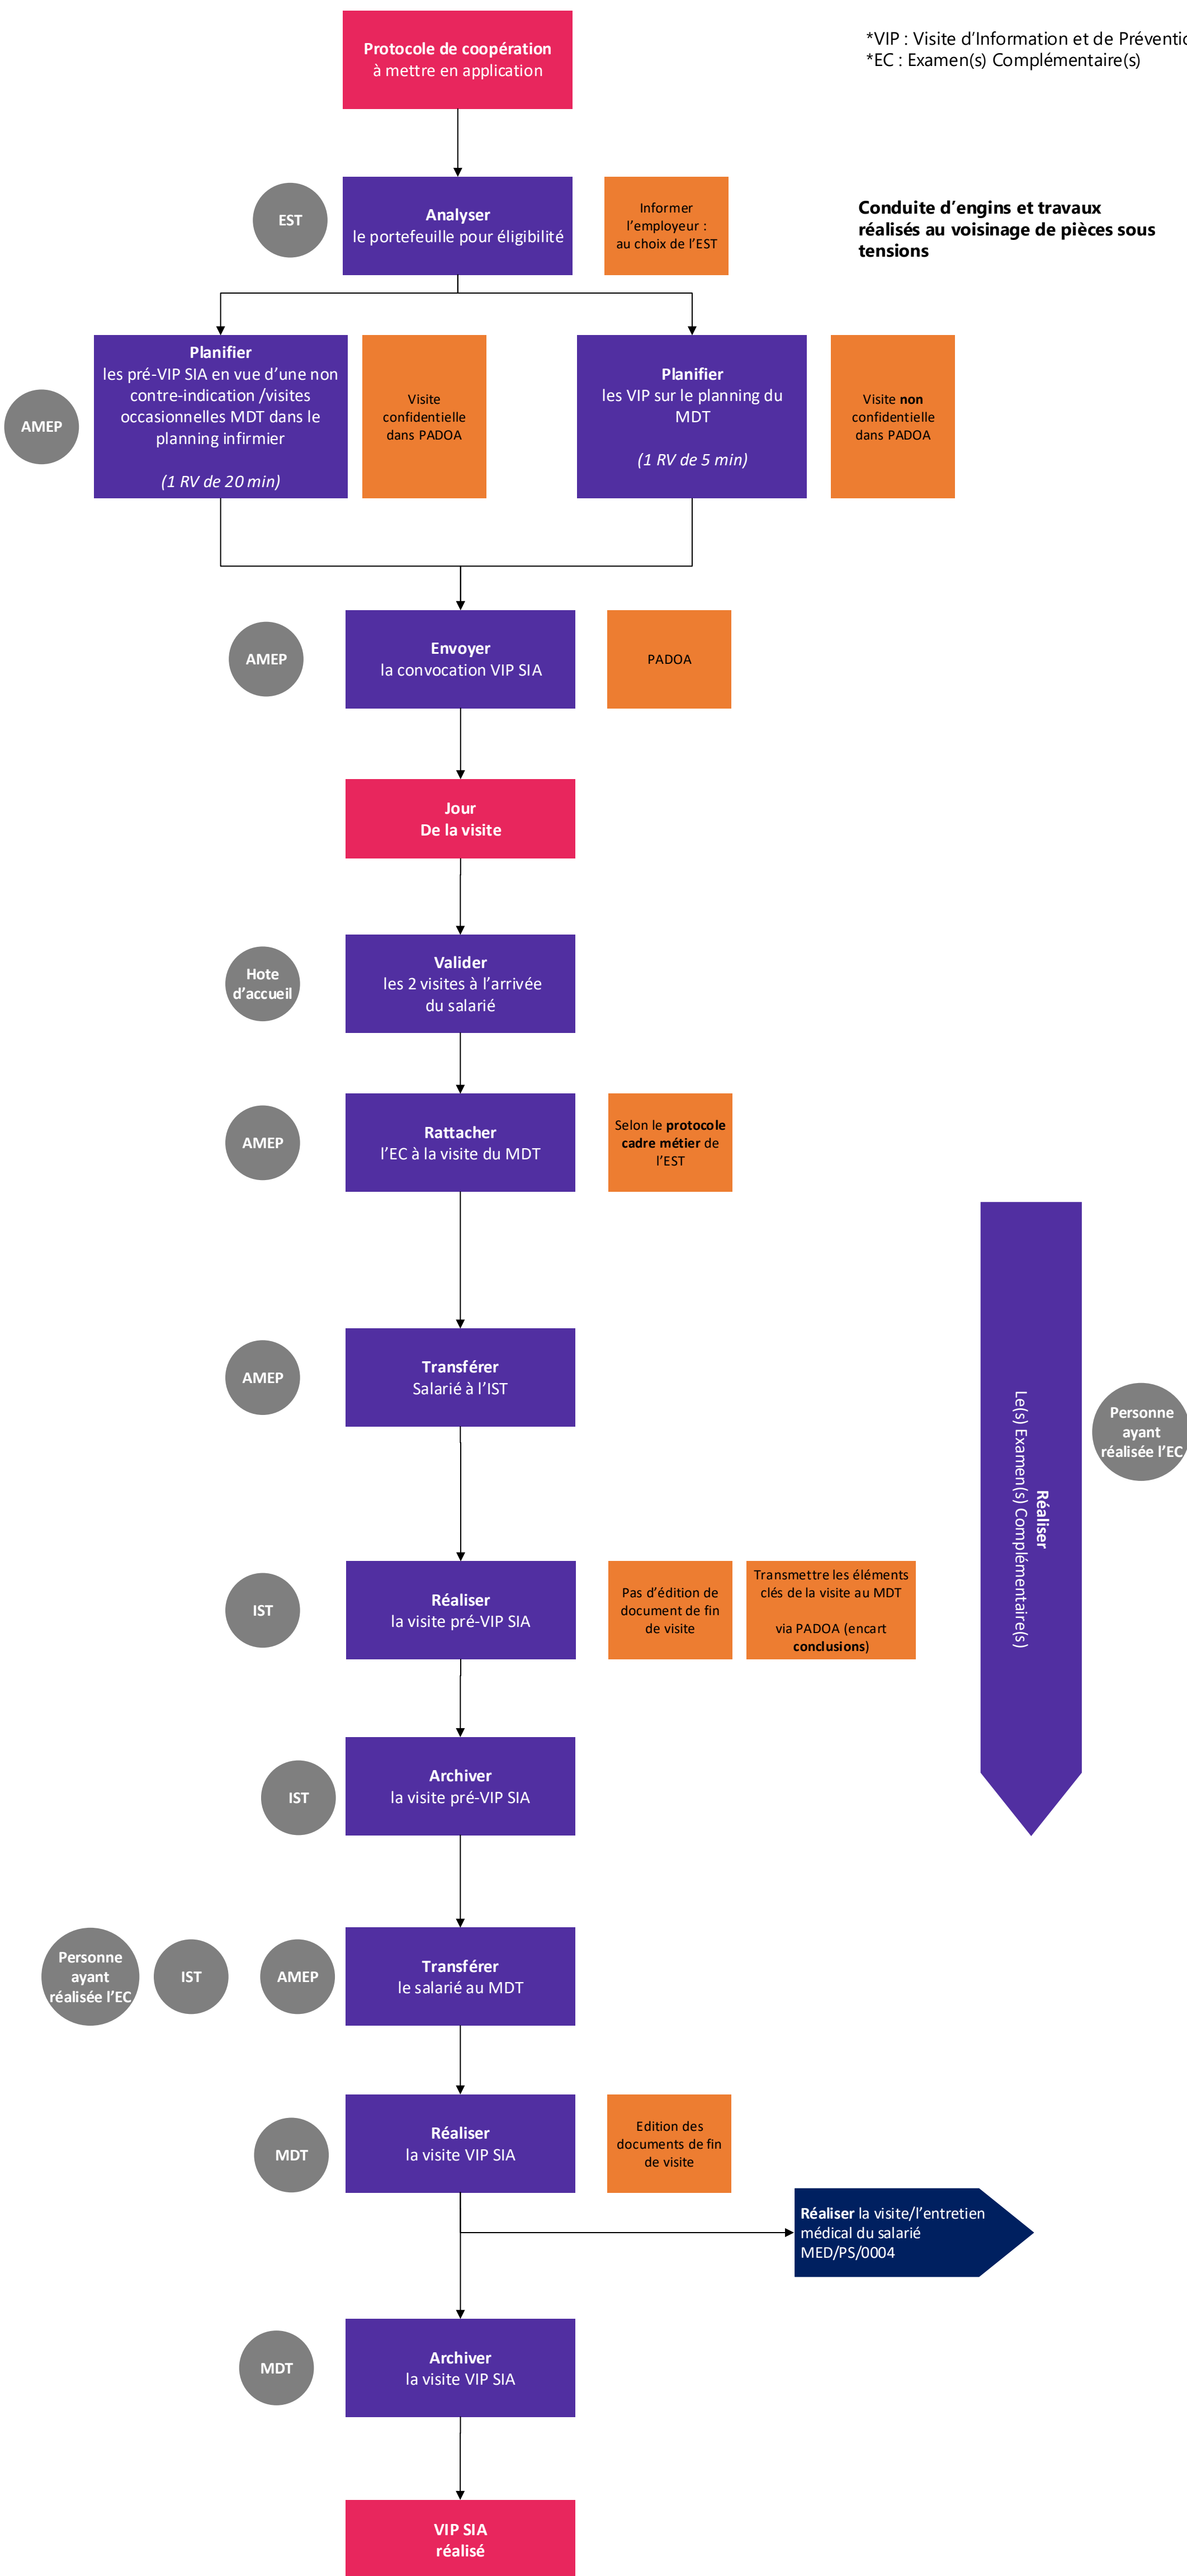 Protocole de coopération
à mettre en application
*VIP : Visite d'Information et de Préventio
*EC : Examen(s) Complémentaire(s)
EST
Analyser
le portefeuille pour éligibilité
Informer
l'employeur :
au choix de l'EST
Conduite d'engins et travaux
réalisés au voisinage de pièces sous
tensions
AMEP
Planifier
les pré-VIP SIA en vue d'une non
contre-indication /visites
occasionnelles MDT dans le
planning infirmier
(1 RV de 20 min)
Visite
confidentielle
dans PADOA
Planifier
les VIP sur le planning du
MDT
(1 RV de 5 min)
Visite non
confidentielle
dans PADOA
AMEP
Envoyer
la convocation VIP SIA
PADOA
Jour
De la visite
Hote
d'accueil
Valider
les 2 visites à l'arrivée
du salarié
AMEP
Rattacher
l'EC à la visite du MDT
Selon le protocole
cadre métier de
l'EST
AMEP
Transférer
Salarié à l'IST
Réaliser
Le(s) Examen(s) Complémentaire(s)
Personne
ayant
réalisée l'EC
IST
Réaliser
la visite pré-VIP SIA
Pas d'édition de
document de fin
de visite
Transmettre les éléments
clés de la visite au MDT
via PADOA (encart
conclusions)
IST
Archiver
la visite pré-VIP SIA
Personne
ayant
réalisée l'EC
IST
AMEP
Transférer
le salarié au MDT
MDT
Réaliser
la visite VIP SIA
Edition des
documents de fin
de visite
Réaliser la visite/l'entretien
médical du salarié
MED/PS/0004
MDT
Archiver
la visite VIP SIA
VIP SIA
réalisé